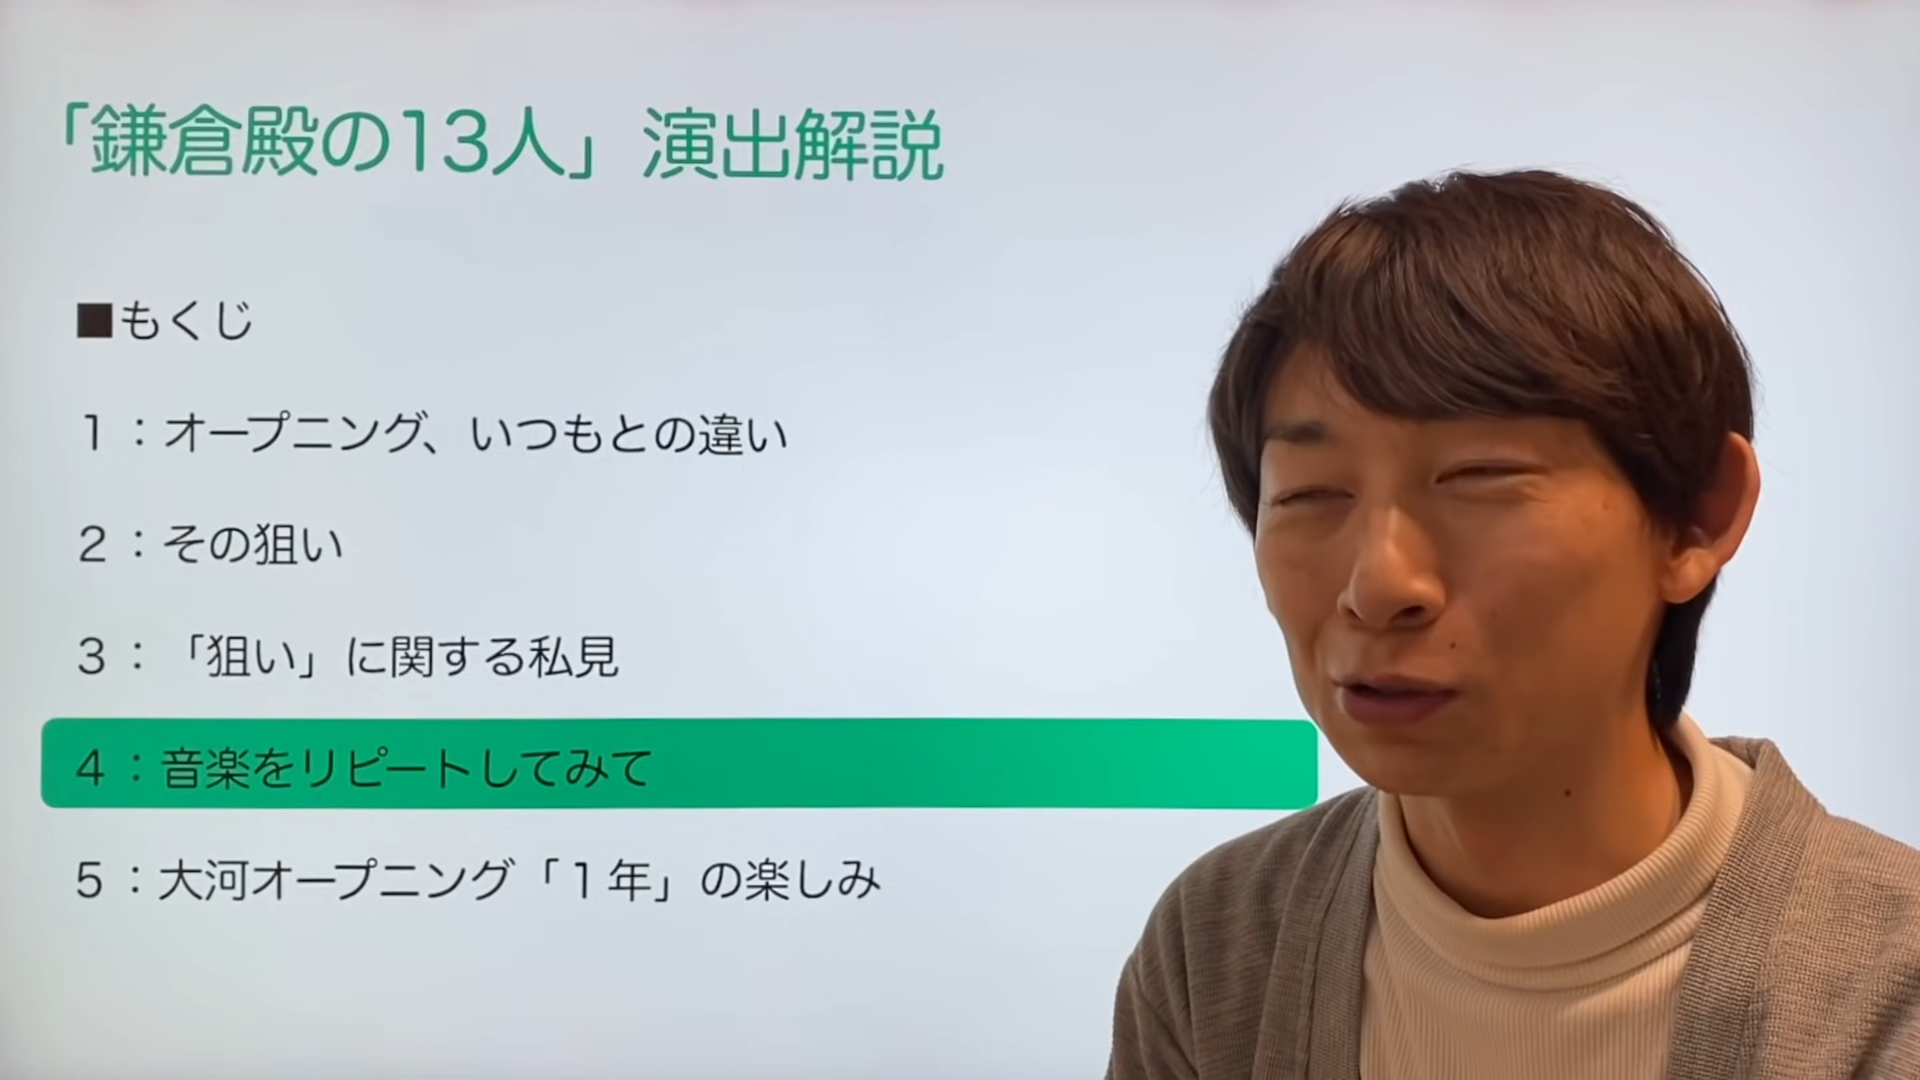 「鎌倉殿の13人」演出解説
■もくじ
1：オープニング、いつもとの違い
2：その狙い
3：「狙い」に関する私見
4：音楽をリピートしてみて
5：大河オープニング「1年」の楽しみ